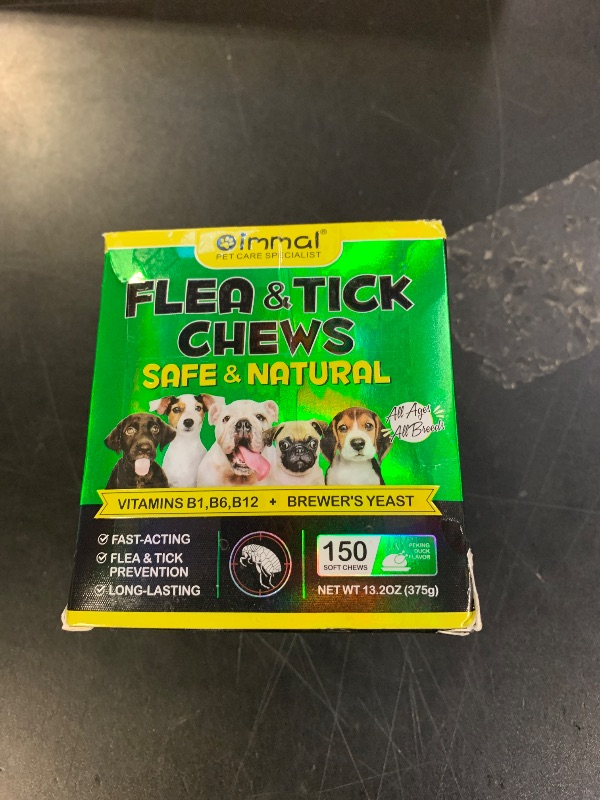 immal®
PET CARE SPECIALIST
FLEA & TICK
CHEWS
SAFE & NATURAL
All Ages
All Breeds
VITAMINS B1,B6,B12 + BREWER'S YEAST
FAST-ACTING
FLEA & TICK
PREVENTION
LONG-LASTING
150
SOFT CHEWS
PEKING
DUCK
FLAVOR
NET WT 13.2OZ (375g)